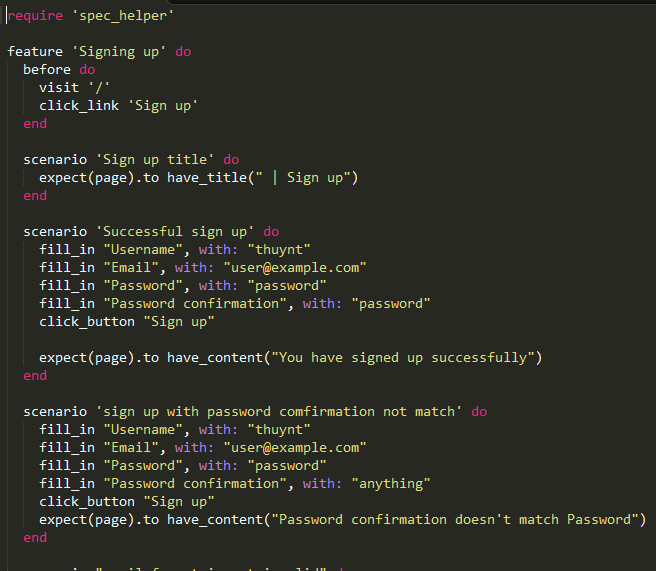 require 'spec_helper'
feature 'Signing up' do
before do
visit '/'
click_link 'Sign up'
end
scenario 'Sign up title' do
expect(page).to have_title(" | Sign up")
end
scenario 'Successful sign up' do
fill_in "Username", with: "thuynt"
fill_in "Email", with: "user@example.com"
fill_in "Password", with: "password"
fill_in "Password confirmation", with: "password"
click_button "Sign up"
expect(page).to have_content("You have signed up successfully")
end
scenario 'sign up with password comfirmation not match' do
fill_in "Username", with: "thuynt"
fill_in "Email", with: "user@example.com"
fill_in "Password", with: "password"
fill_in "Password confirmation", with: "anything"
click_button "Sign up"
expect(page).to have_content("Password confirmation doesn't match Password")
end